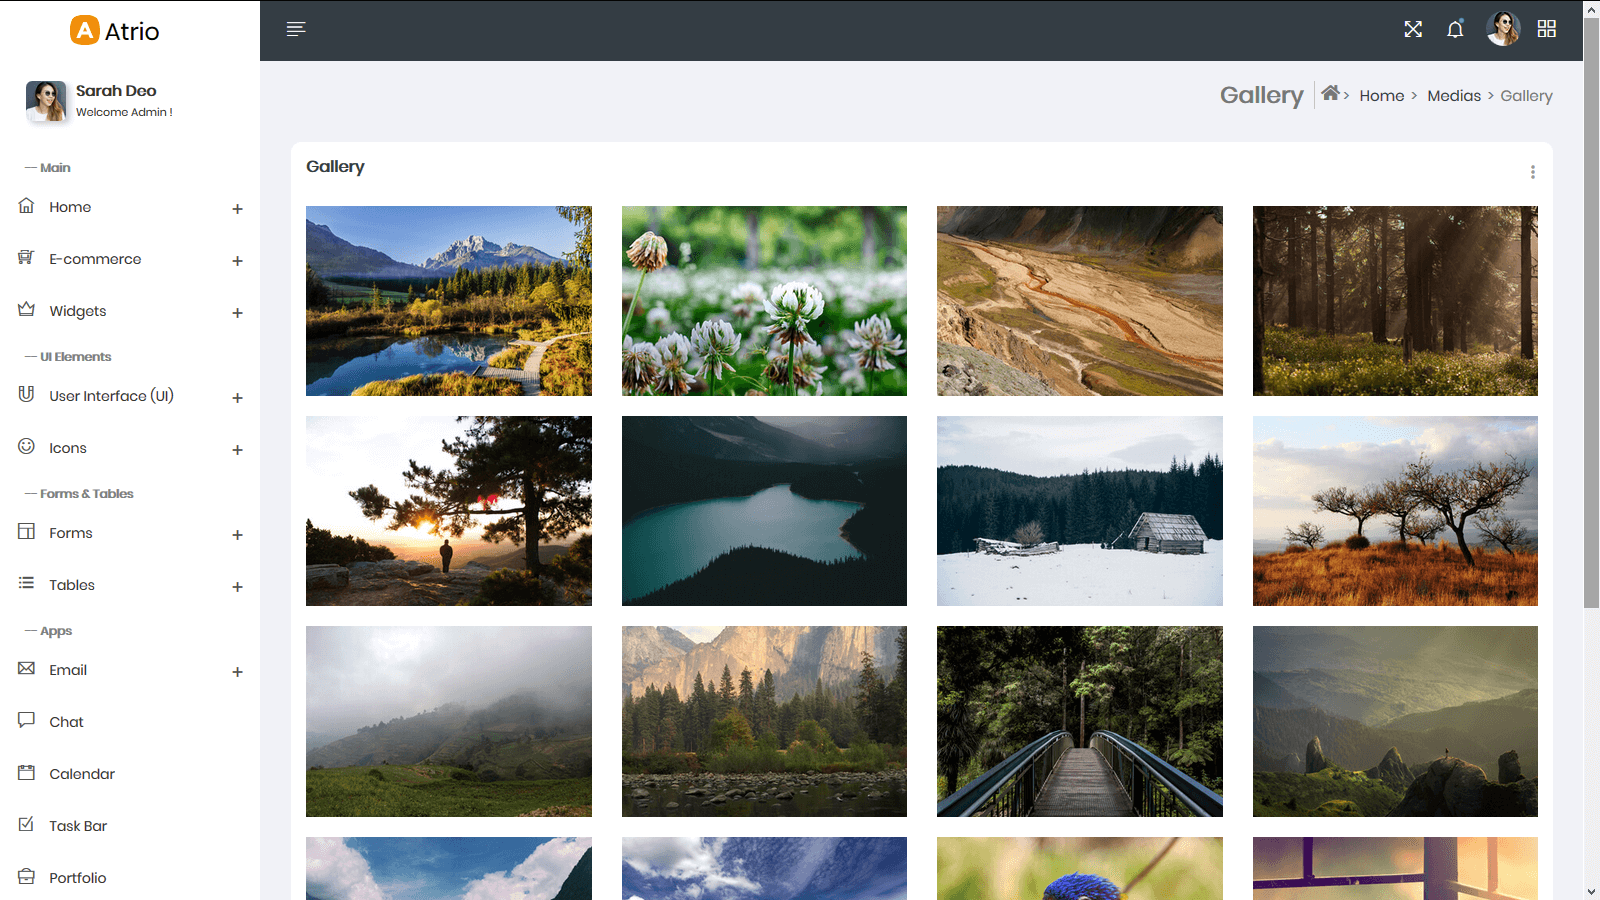 A Atrio
Sarah Deo
Welcome Admin !
-- Main
Home +
E-commerce +
Widgets +
-- UI Elements
User Interface (UI) +
Icons +
-- Forms & Tables
Forms +
Tables +
-- Apps
Email +
Chat
Calendar
Task Bar
Portfolio
Gallery > Home > Medias > Gallery
Gallery